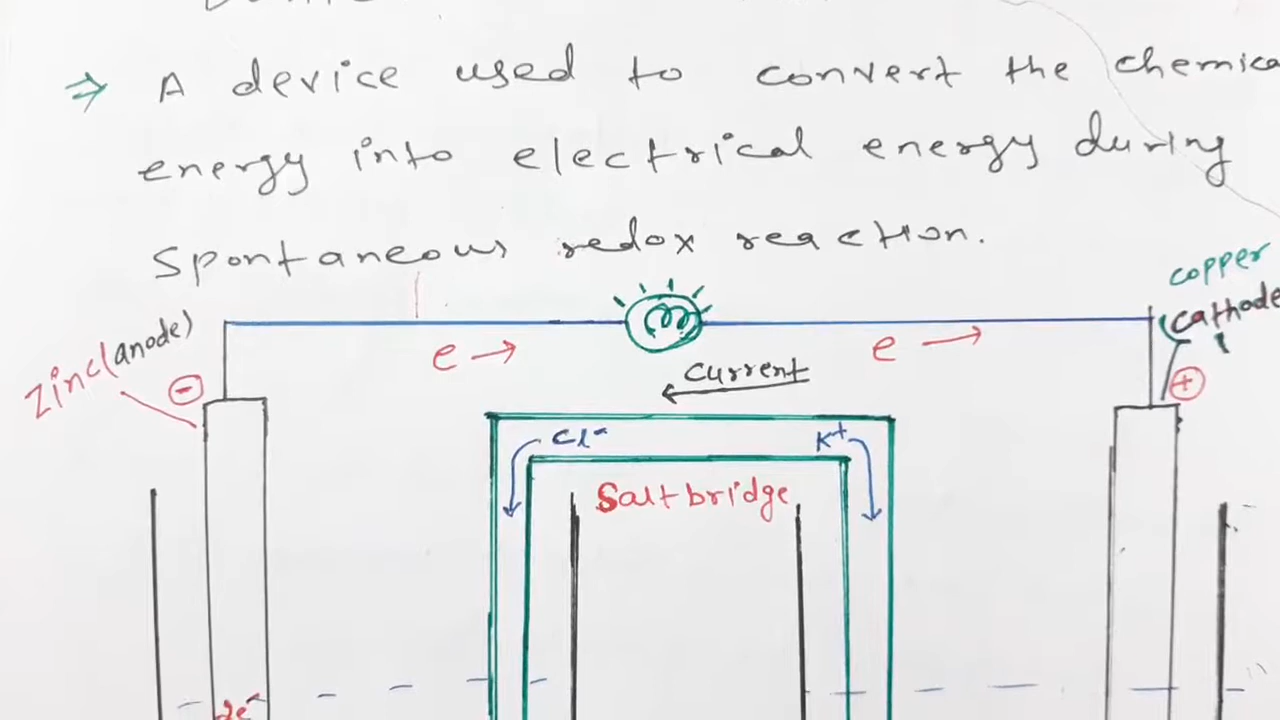 ⇒ A device used to convert the chemica
energy into electrical energy during
spontaneous redox reaction.
copper
cathode
Zinc(anode)
e →
e →
Current
−
+
Cl⁻
K⁺
Salt bridge
2e⁻